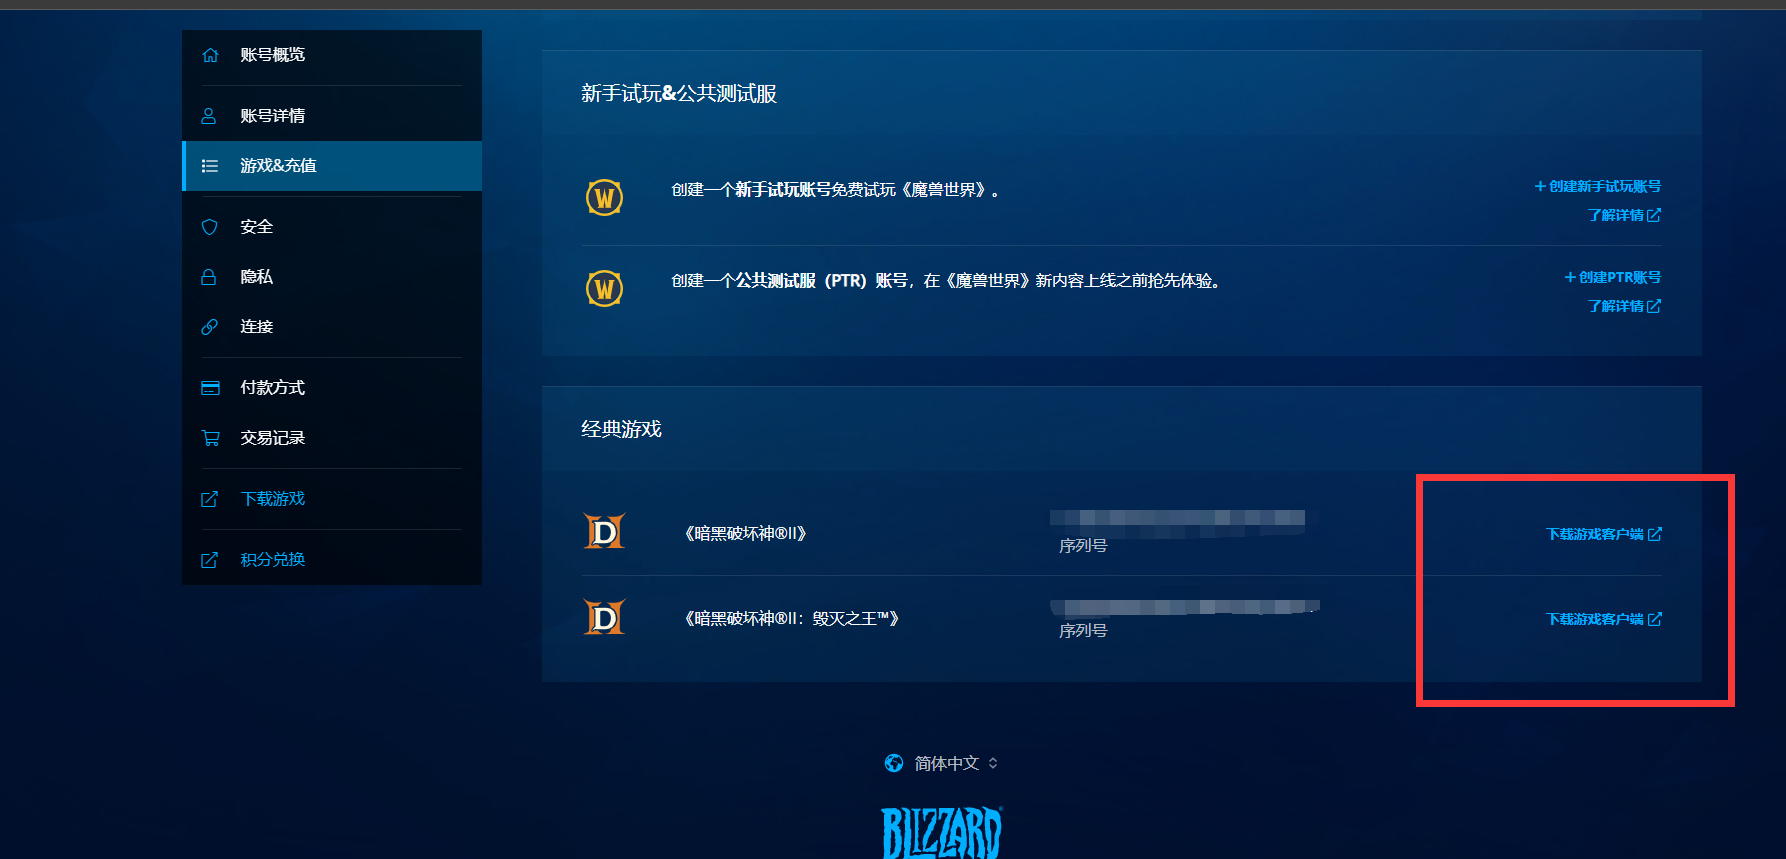 账号概览
账号详情
游戏&充值
安全
隐私
连接
付款方式
交易记录
下载游戏
积分兑换
新手试玩&公共测试服
创建一个新手试玩账号免费试玩《魔兽世界》。
+创建新手试玩账号
了解详情
创建一个公共测试服（PTR）账号，在《魔兽世界》新内容上线之前抢先体验。
+创建PTR账号
了解详情
经典游戏
《暗黑破坏神®II》
序列号
下载游戏客户端
《暗黑破坏神®II：毁灭之王™》
序列号
下载游戏客户端
简体中文
BLIZZARD